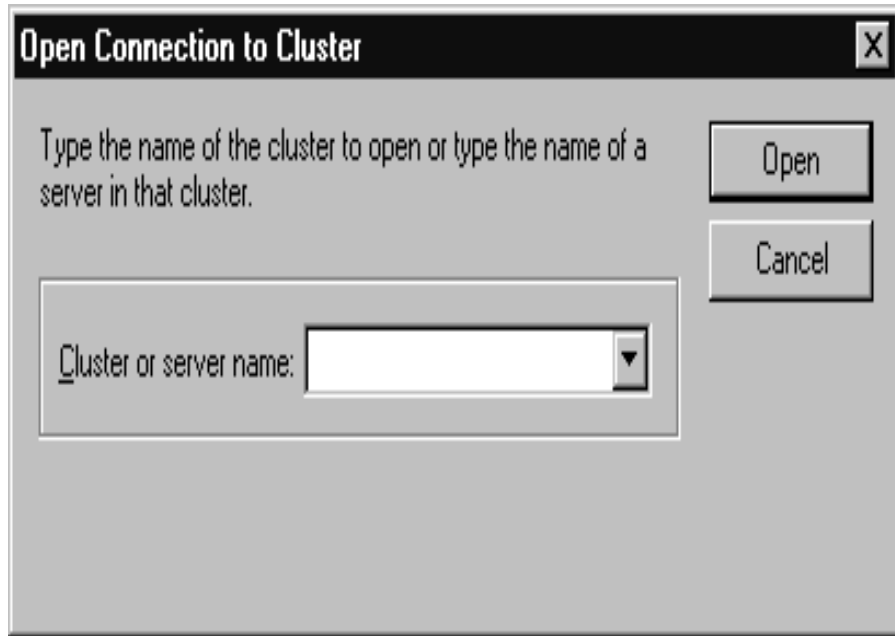 Open Connection to Cluster
Type the name of the cluster to open or type the name of a
server in that cluster.
Open
Cancel
Cluster or server name: